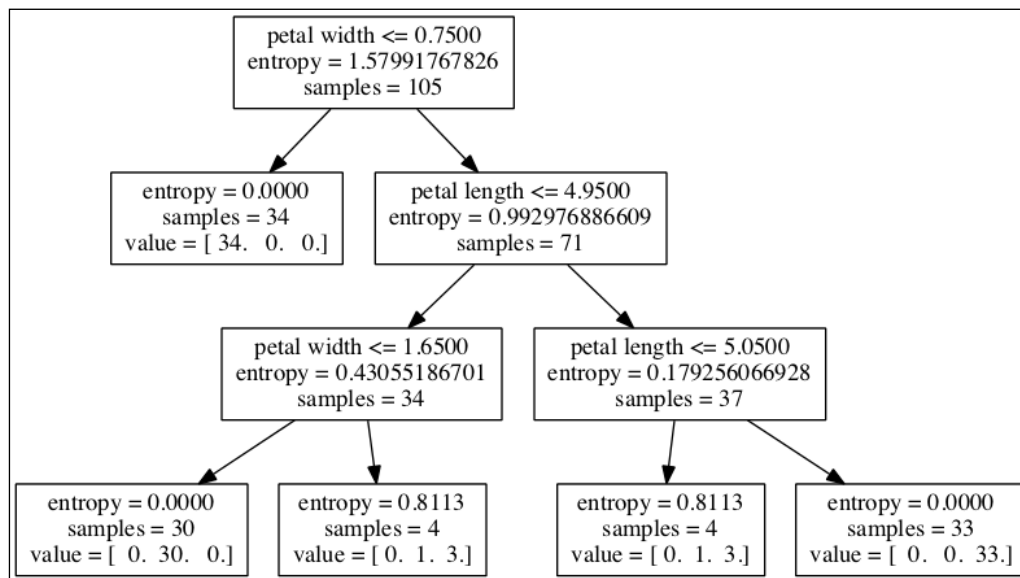 petal width <= 0.7500
entropy = 1.57991767826
samples = 105
entropy = 0.0000
samples = 34
value = [ 34. 0. 0.]
petal length <= 4.9500
entropy = 0.992976886609
samples = 71
petal width <= 1.6500
entropy = 0.43055186701
samples = 34
petal length <= 5.0500
entropy = 0.179256066928
samples = 37
entropy = 0.0000
samples = 30
value = [ 0. 30. 0.]
entropy = 0.8113
samples = 4
value = [ 0. 1. 3.]
entropy = 0.8113
samples = 4
value = [ 0. 1. 3.]
entropy = 0.0000
samples = 33
value = [ 0. 0. 33.]